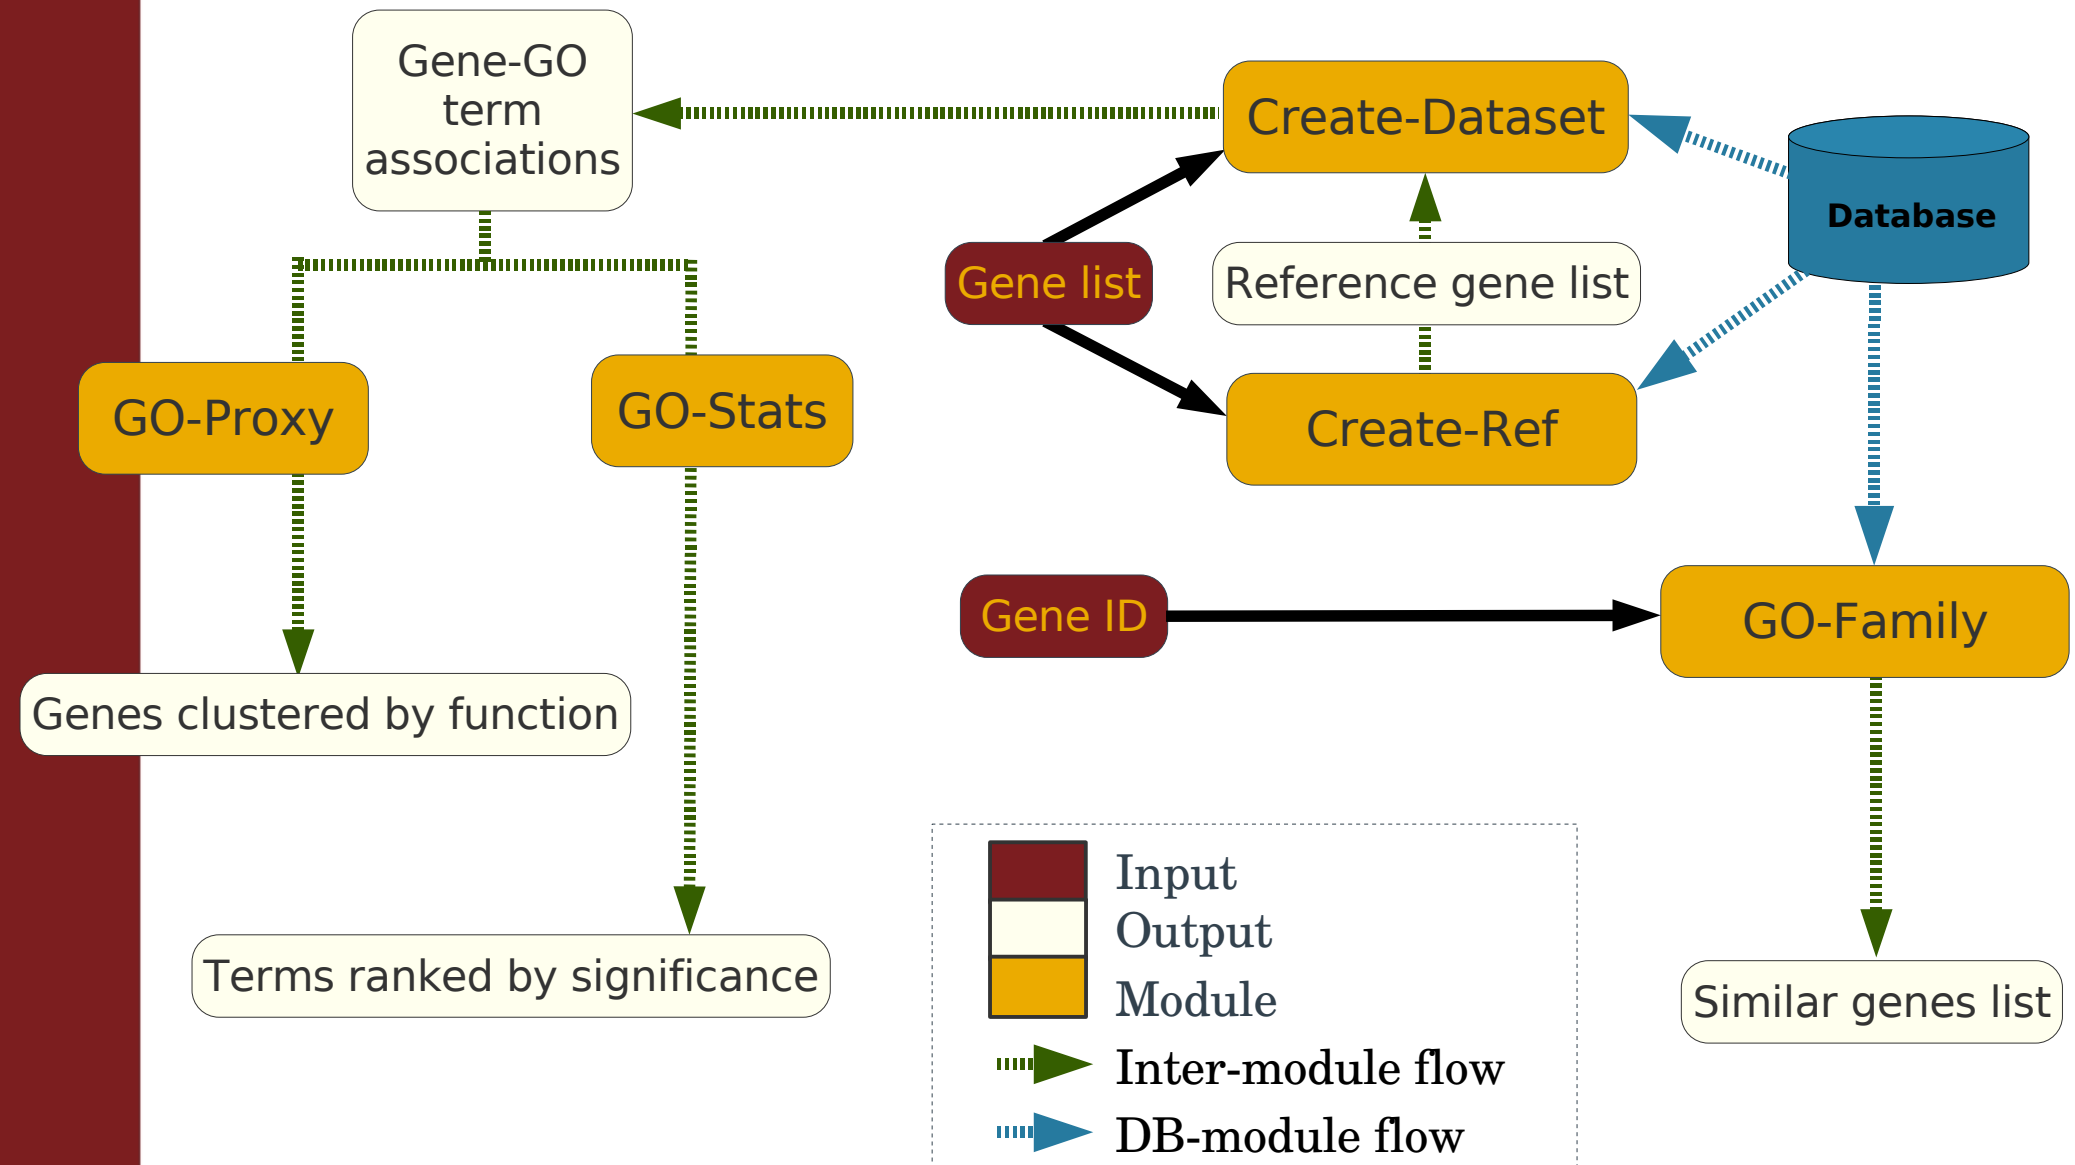 Gene-GO
term
associations
Create-Dataset
Database
Gene list
Reference gene list
GO-Proxy
GO-Stats
Create-Ref
Gene ID
GO-Family
Genes clustered by function
Terms ranked by significance
Similar genes list
Input
Output
Module
Inter-module flow
DB-module flow